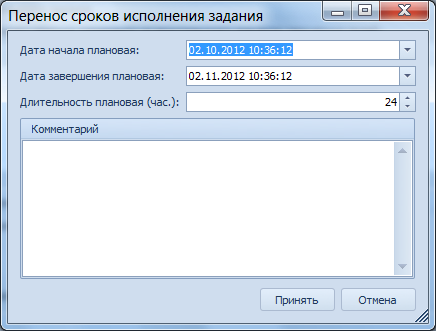 Перенос сроков исполнения задания
Дата начала плановая: 02.10.2012 10:36:12
Дата завершения плановая: 02.11.2012 10:36:12
Длительность плановая (час.): 24
Комментарий
Принять Отмена